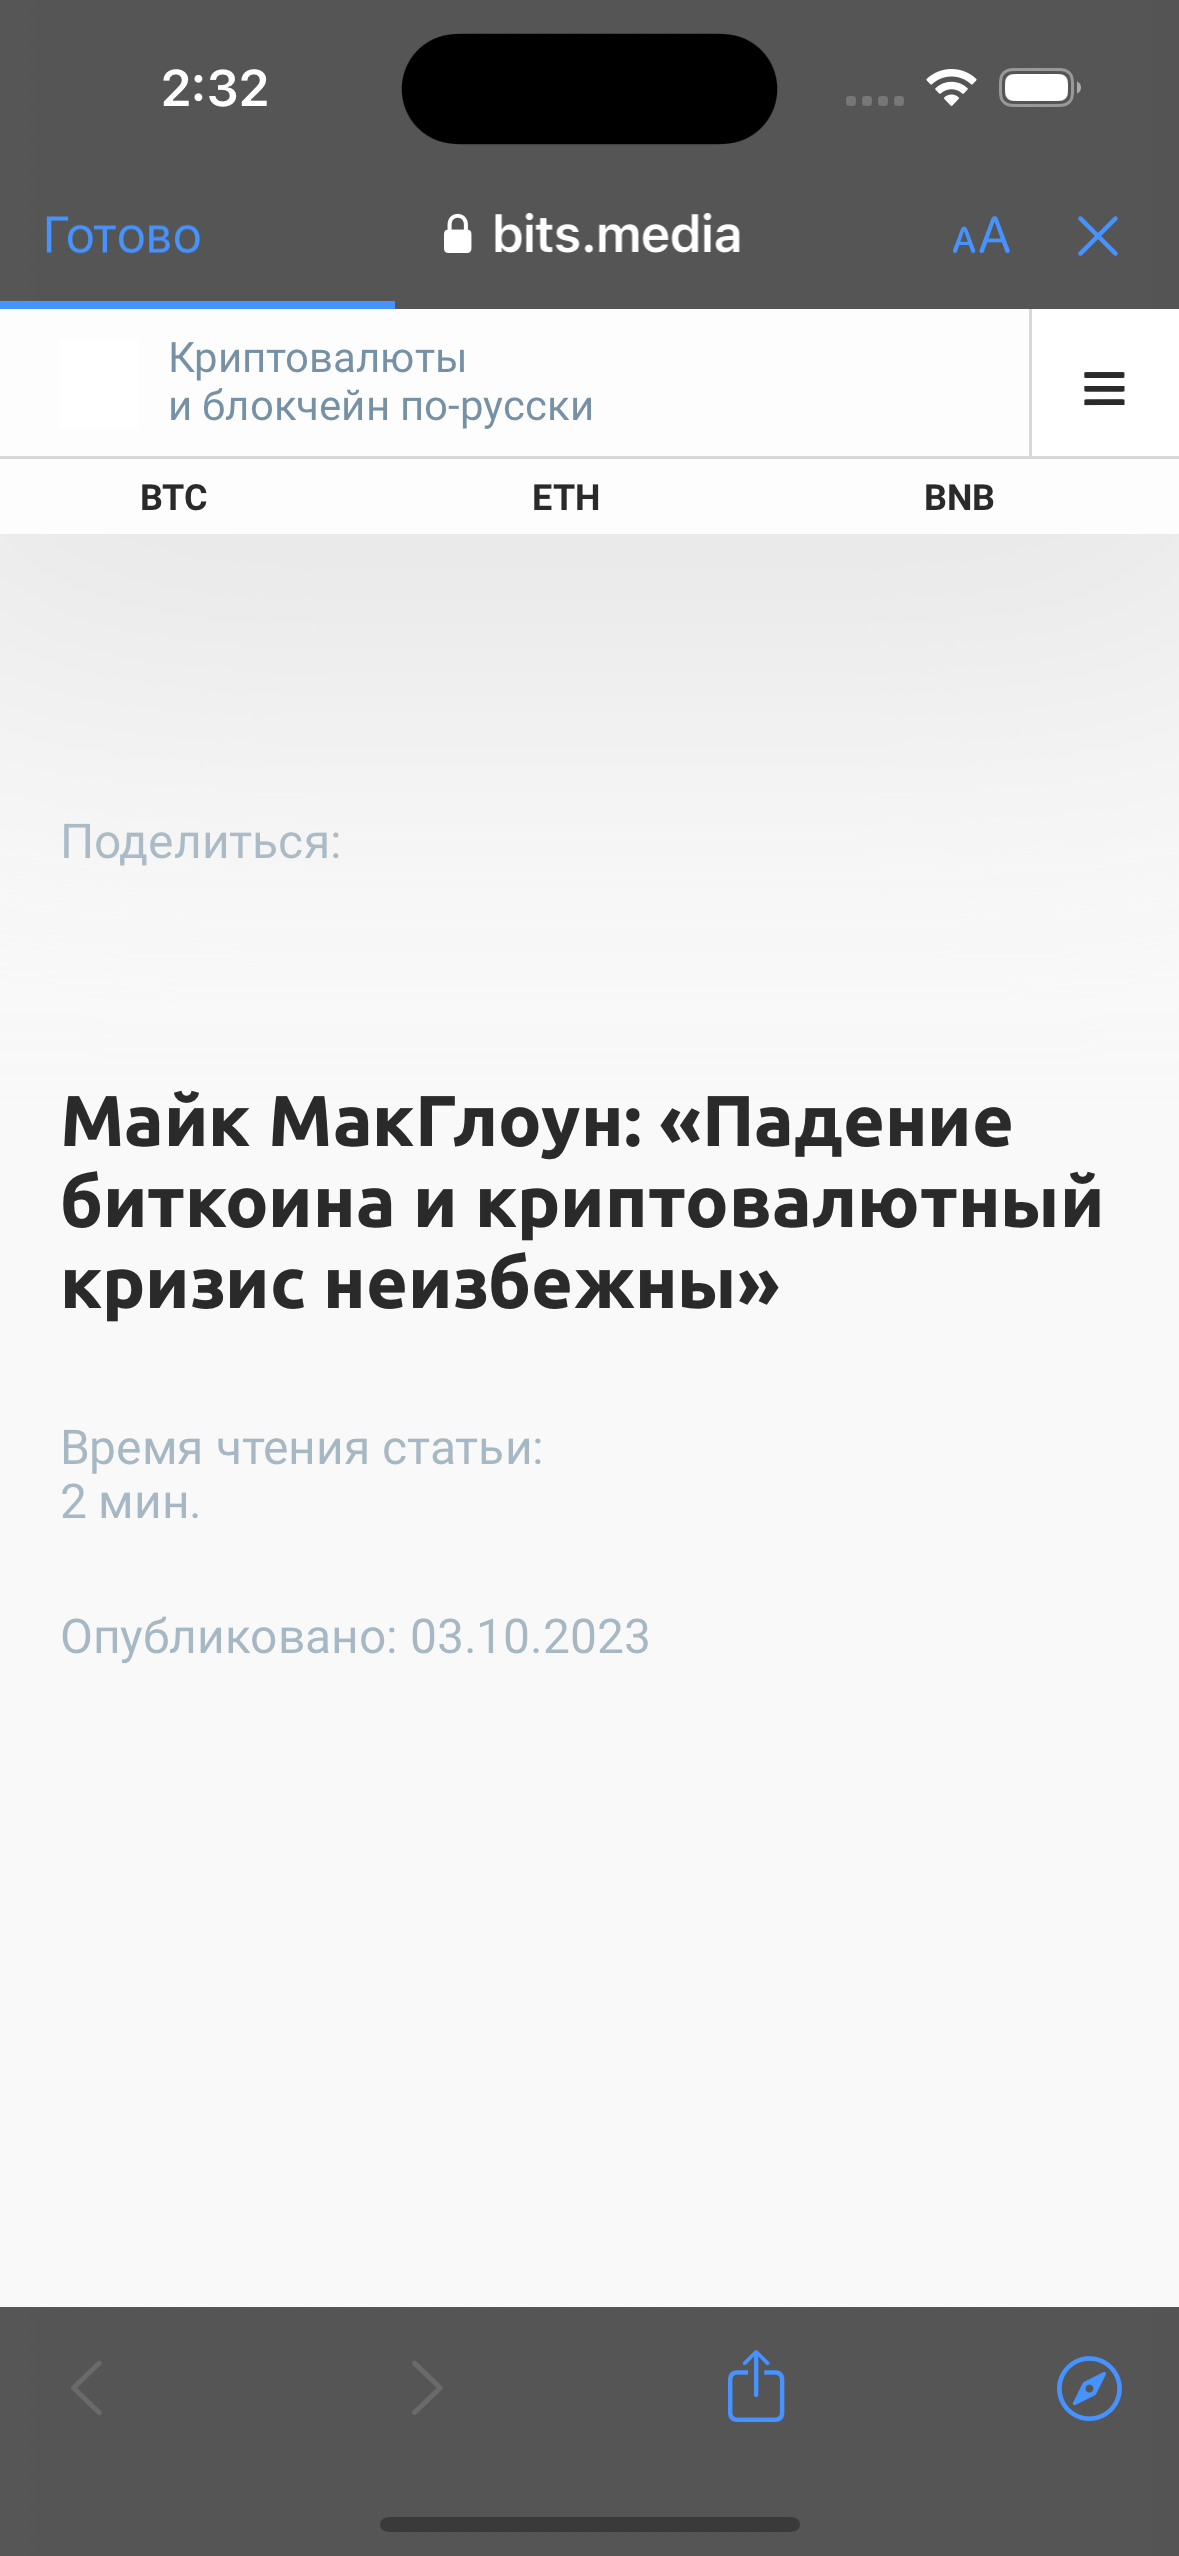 2:32
Готово
bits.media
AA
Криптовалюты
и блокчейн по-русски
BTC ETH BNB
Поделиться:
Майк МакГлоун: «Падение
биткоина и криптовалютный
кризис неизбежны»
Время чтения статьи:
2 мин.
Опубликовано: 03.10.2023